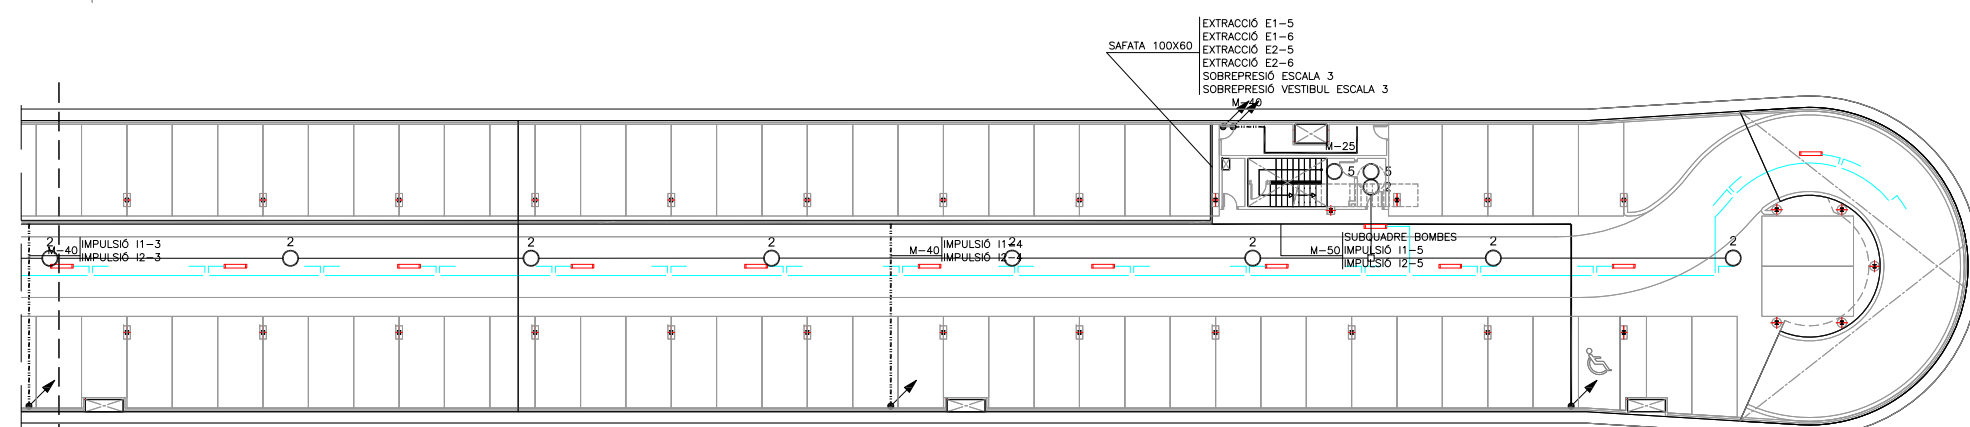 EXTRACCIÓ E1-5
EXTRACCIÓ E1-6
SAFATA 100X60
EXTRACCIÓ E2-5
EXTRACCIÓ E2-6
SOBREPRESIÓ ESCALA 3
SOBREPRESIÓ VESTIBUL ESCALA 3
M-40
M-25
5
5
2
2
2
2
2
2
2
2
2
M-40
IMPULSIÓ I1-3
IMPULSIÓ I2-3
M-40
IMPULSIÓ I1-4
IMPULSIÓ I2-4
SUBQUADRE BOMBES
M-50
IMPULSIÓ I1-5
IMPULSIÓ I2-5